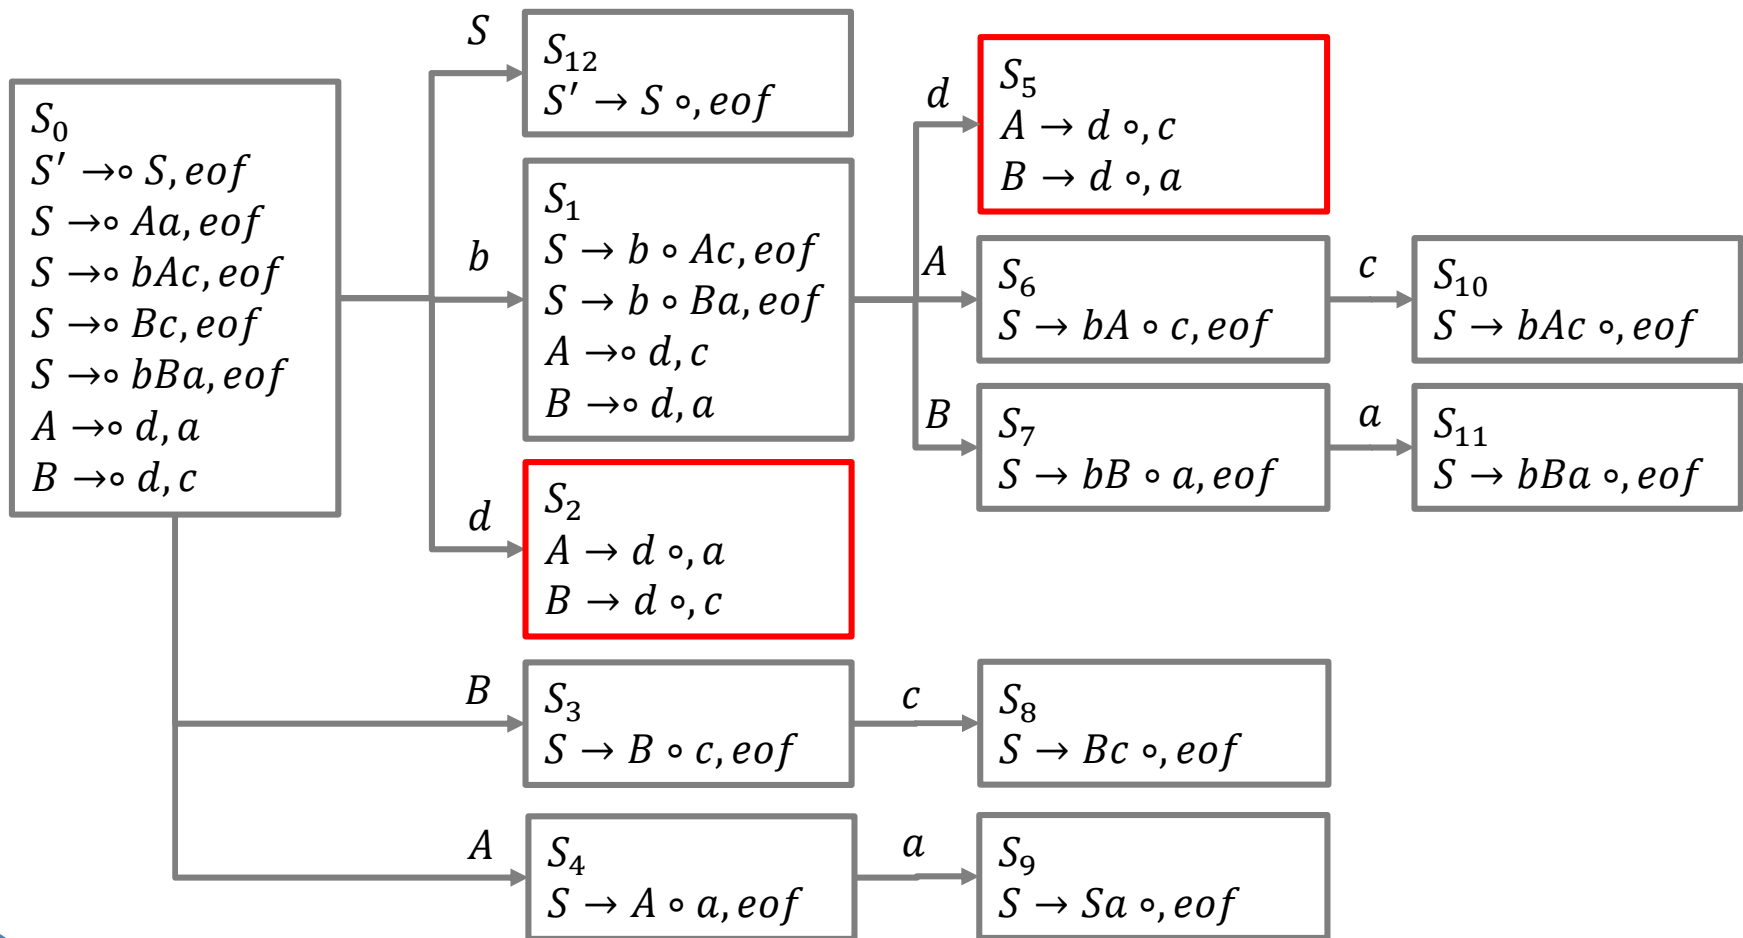 S₀
S′ →∘ S, eof
S →∘ Aa, eof
S →∘ bAc, eof
S →∘ Bc, eof
S →∘ bBa, eof
A →∘ d, a
B →∘ d, c
S
S₁₂
S′ → S ∘, eof
b
S₁
S → b ∘ Ac, eof
S → b ∘ Ba, eof
A →∘ d, c
B →∘ d, a
d
S₂
A → d ∘, a
B → d ∘, c
B
S₃
S → B ∘ c, eof
A
S₄
S → A ∘ a, eof
d
S₅
A → d ∘, c
B → d ∘, a
A
S₆
S → bA ∘ c, eof
B
S₇
S → bB ∘ a, eof
c
S₈
S → Bc ∘, eof
a
S₉
S → Sa ∘, eof
c
S₁₀
S → bAc ∘, eof
a
S₁₁
S → bBa ∘, eof